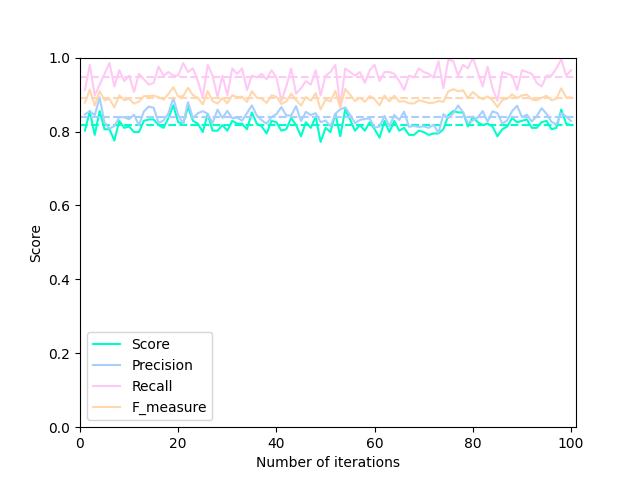 1.0
0.8
0.6
0.4
0.2
0.0
Score
Score
Precision
Recall
F_measure
0 20 40 60 80 100
Number of iterations